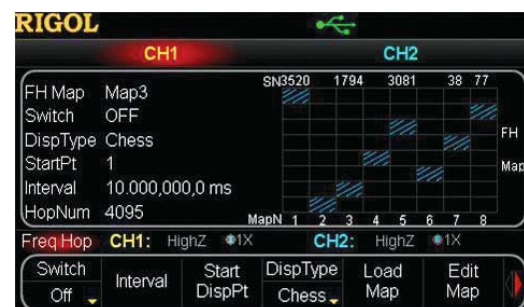 RIGOL
CH1 CH2
FH Map Map3
Switch OFF
DispType Chess
StartPt 1
Interval 10.000,000,0 ms
HopNum 4095
SN3520 1794 3081 38 77
FH
Map
MapN 1 2 3 4 5 6 7 8
Freq Hop CH1: HighZ 1X CH2: HighZ 1X
Switch Off
Interval
Start DispPt
DispType Chess
Load Map
Edit Map